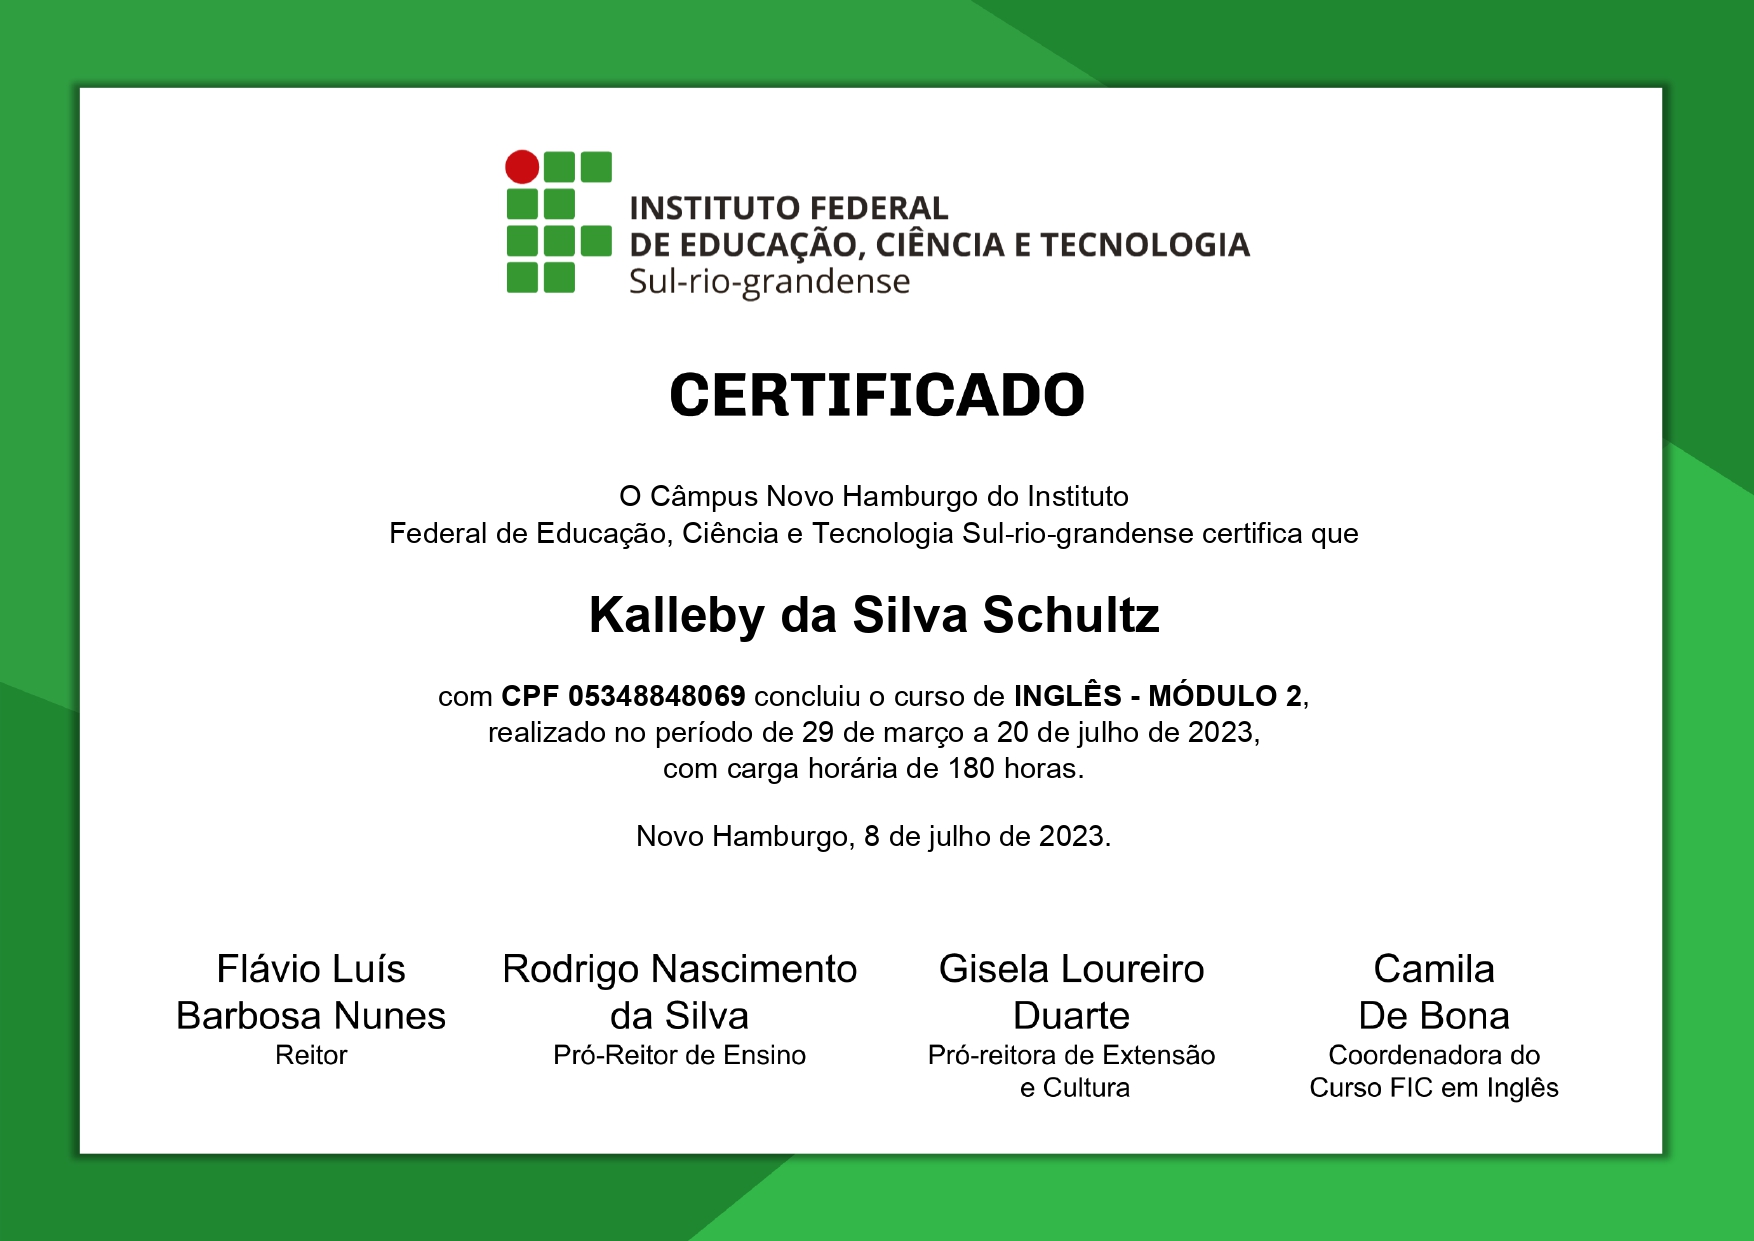 INSTITUTO FEDERAL
DE EDUCAÇÃO, CIÊNCIA E TECNOLOGIA
Sul-rio-grandense
CERTIFICADO
O Câmpus Novo Hamburgo do Instituto
Federal de Educação, Ciência e Tecnologia Sul-rio-grandense certifica que
Kalleby da Silva Schultz
com CPF 05348848069 concluiu o curso de INGLÊS - MÓDULO 2,
realizado no período de 29 de março a 20 de julho de 2023,
com carga horária de 180 horas.
Novo Hamburgo, 8 de julho de 2023.
Flávio Luís
Barbosa Nunes
Reitor
Rodrigo Nascimento
da Silva
Pró-Reitor de Ensino
Gisela Loureiro
Duarte
Pró-reitora de Extensão
e Cultura
Camila
De Bona
Coordenadora do
Curso FIC em Inglês